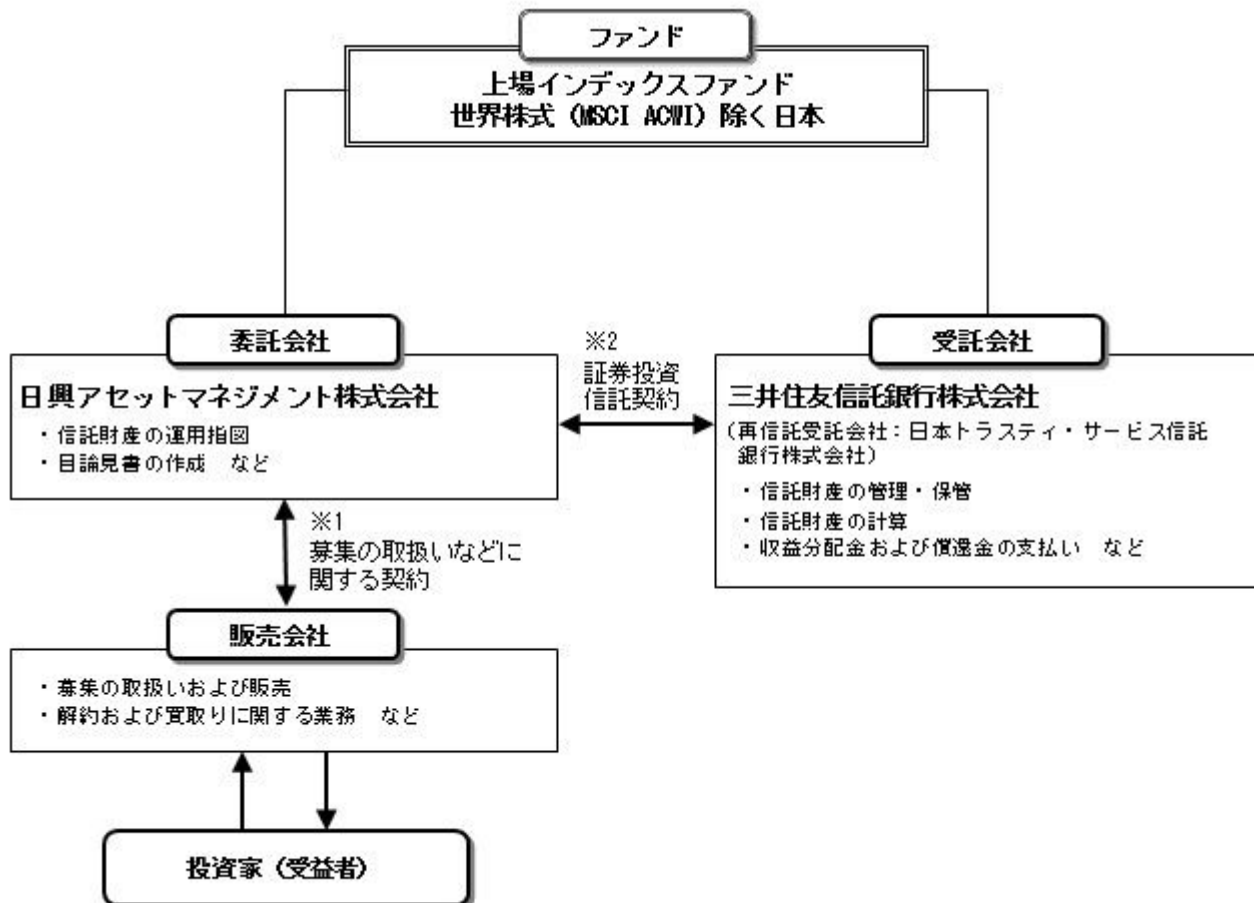 ファンド
上場インデックスファンド
世界株式（MSCI ACWI）除く日本
委託会社
日興アセットマネジメント株式会社
・信託財産の運用指図
・目論見書の作成　など
※2
証券投資
信託契約
受託会社
三井住友信託銀行株式会社
（再信託受託会社：日本トラスティ・サービス信託
銀行株式会社）
・信託財産の管理・保管
・信託財産の計算
・収益分配金および償還金の支払い　など
※1
募集の取扱いなどに
関する契約
販売会社
・募集の取扱いおよび販売
・解約および買取りに関する業務　など
投資家（受益者）